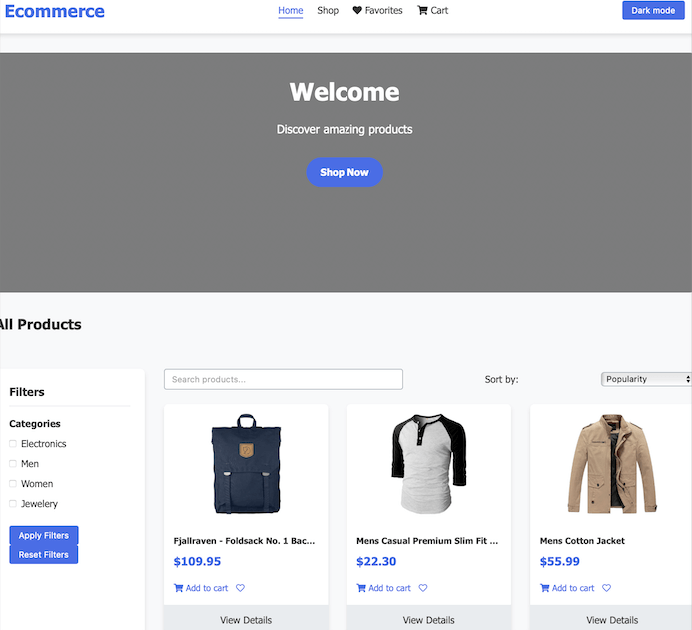 Ecommerce
Home Shop Favorites Cart
Dark mode
Welcome
Discover amazing products
Shop Now
All Products
Filters
Categories
Electronics
Men
Women
Jewelery
Apply Filters
Reset Filters
Search products...
Sort by:
Popularity
Fjallraven - Foldsack No. 1 Bac...
$109.95
Add to cart
View Details
Mens Casual Premium Slim Fit ...
$22.30
Add to cart
View Details
Mens Cotton Jacket
$55.99
Add to cart
View Details